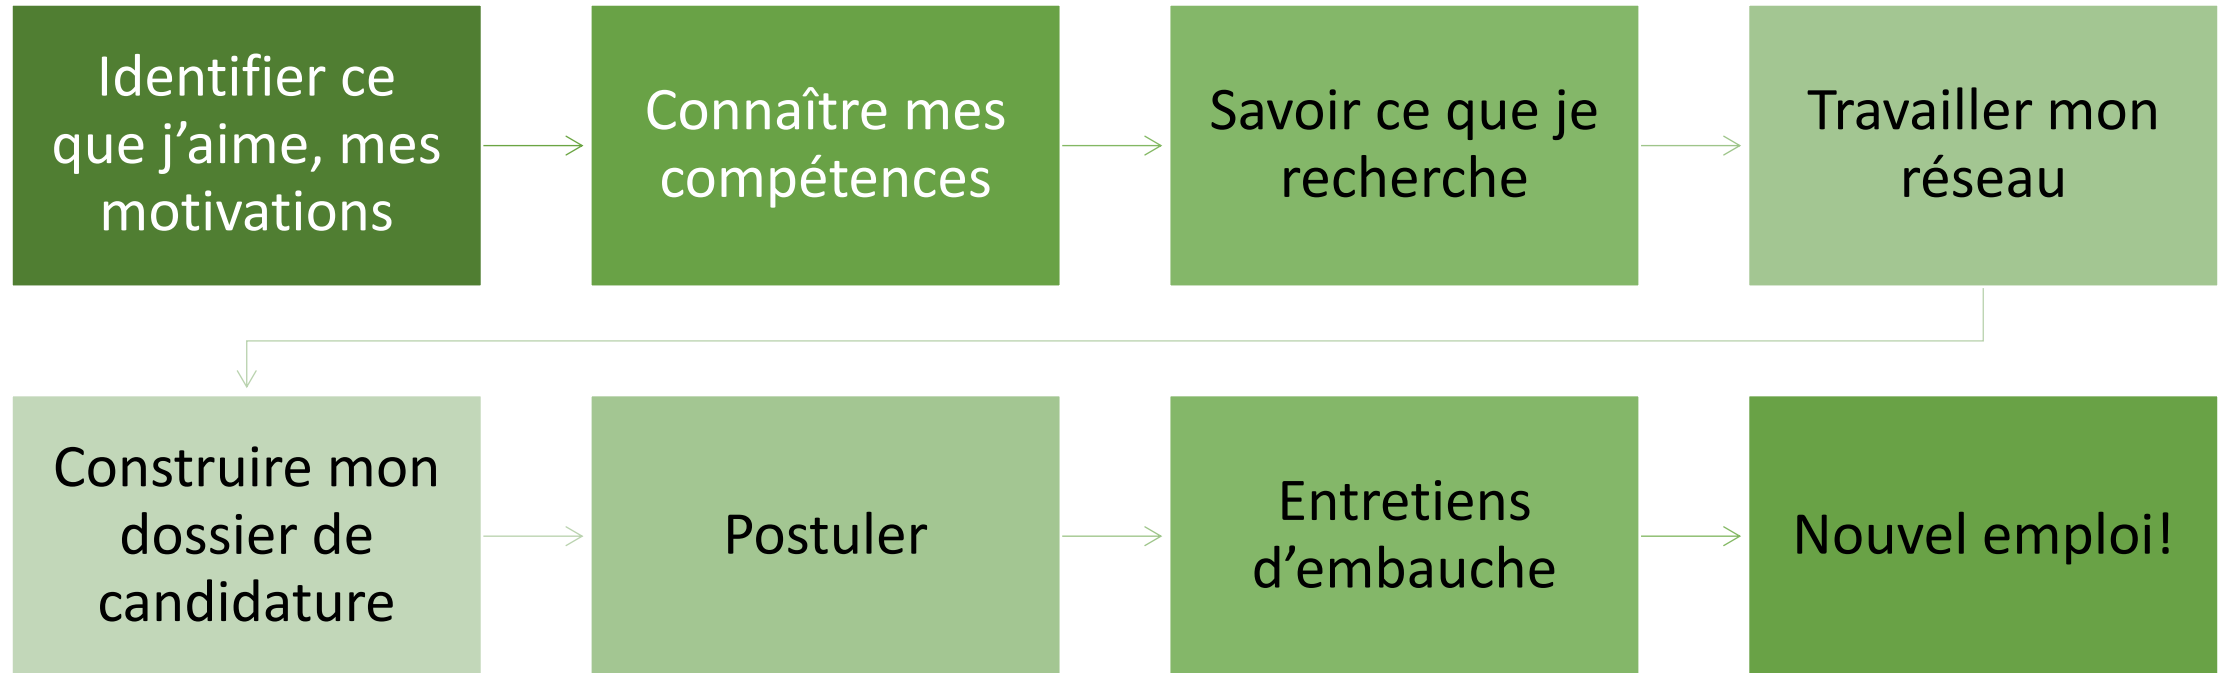 Identifier ce
que j’aime, mes
motivations
Connaître mes
compétences
Savoir ce que je
recherche
Travailler mon
réseau
Construire mon
dossier de
candidature
Postuler
Entretiens
d’embauche
Nouvel emploi!